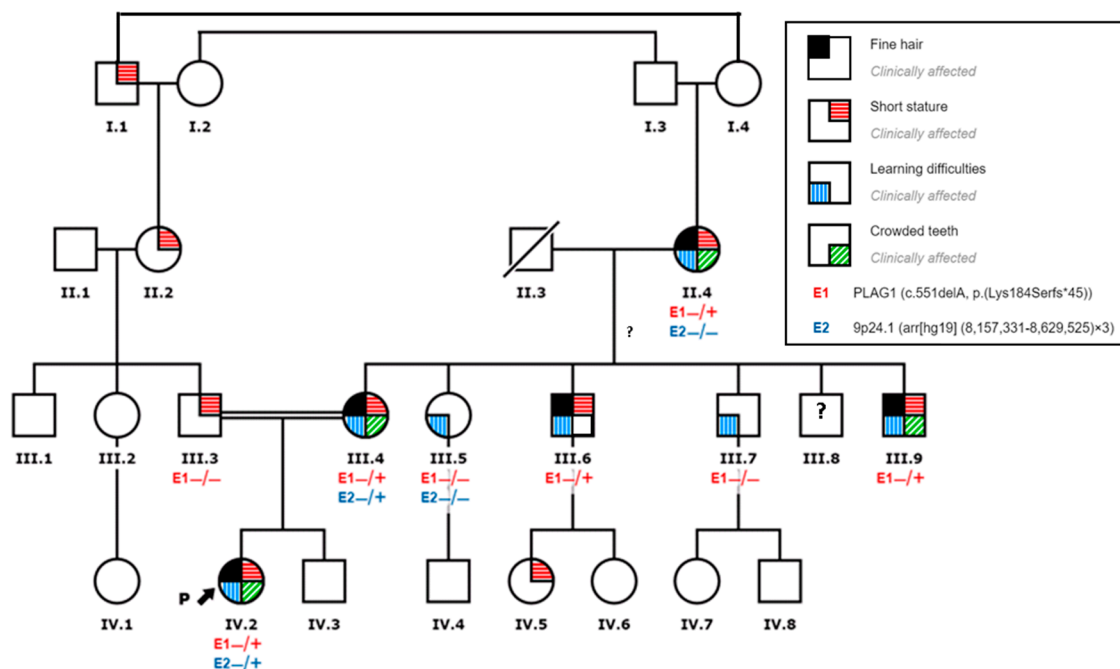 Fine hair
Clinically affected
Short stature
Clinically affected
Learning difficulties
Clinically affected
Crowded teeth
Clinically affected
E1 PLAG1 (c.551delA, p.(Lys184Serfs*45))
E2 9p24.1 (arr[hg19] (8,157,331-8,629,525)×3)
I.1 I.2 I.3 I.4
II.1 II.2 II.3 II.4
E1–/+
E2–/–
?
?
III.1 III.2 III.3 III.4 III.5 III.6 III.7 III.8 III.9
E1–/– E1–/+ E1–/– E1–/+ E1–/– E1–/+
E2–/+ E2–/–
P
IV.1 IV.2 IV.3 IV.4 IV.5 IV.6 IV.7 IV.8
E1–/+
E2–/+